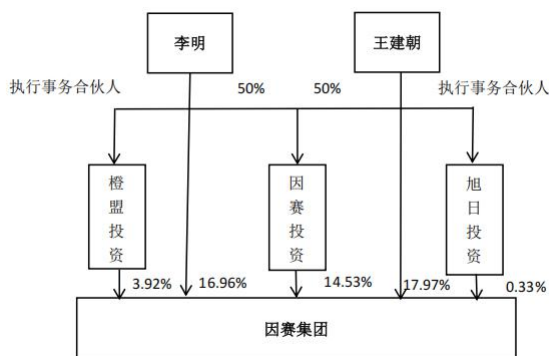 李明
王建朝
执行事务合伙人
50%
50%
执行事务合伙人
橙盟投资
因赛投资
旭日投资
3.92%
16.96%
14.53%
17.97%
0.33%
因赛集团